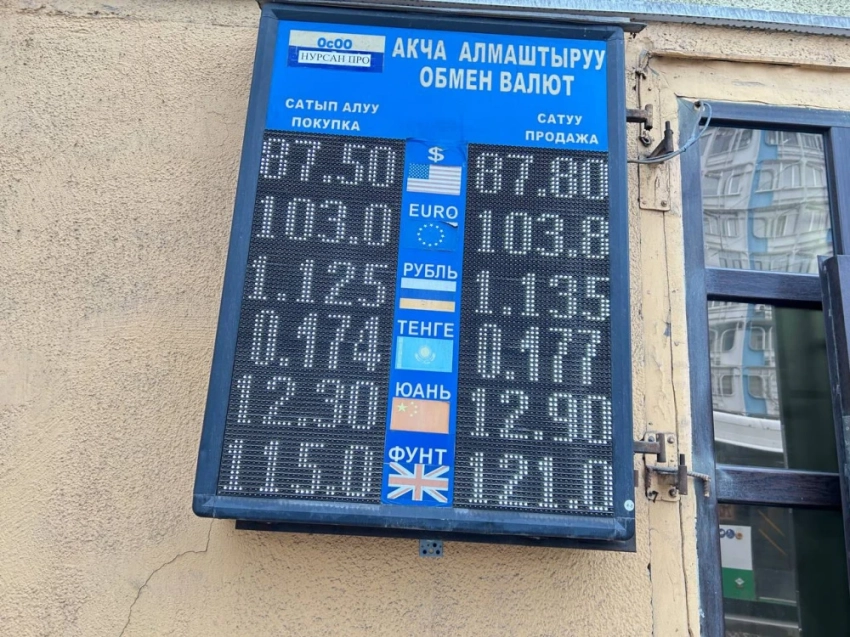 ОсОО
НУРСАН ПРО
АКЧА АЛМАШТЫРУУ
ОБМЕН ВАЛЮТ
САТЫП АЛУУ
ПОКУПКА
САТУУ
ПРОДАЖА
87.50 $ 87.80
103.0 EURO 103.8
1.125 РУБЛЬ 1.135
0.174 ТЕНГЕ 0.177
12.30 ЮАНЬ 12.90
115.0 ФУНТ 121.0